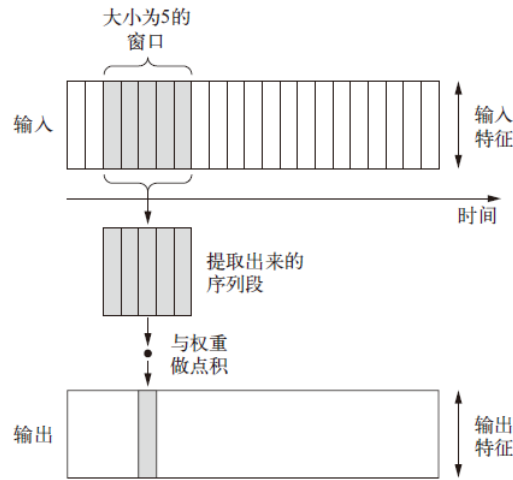 大小为5的
窗口
输入
输入
特征
时间
提取出来的
序列段
与权重
做点积
输出
输出
特征